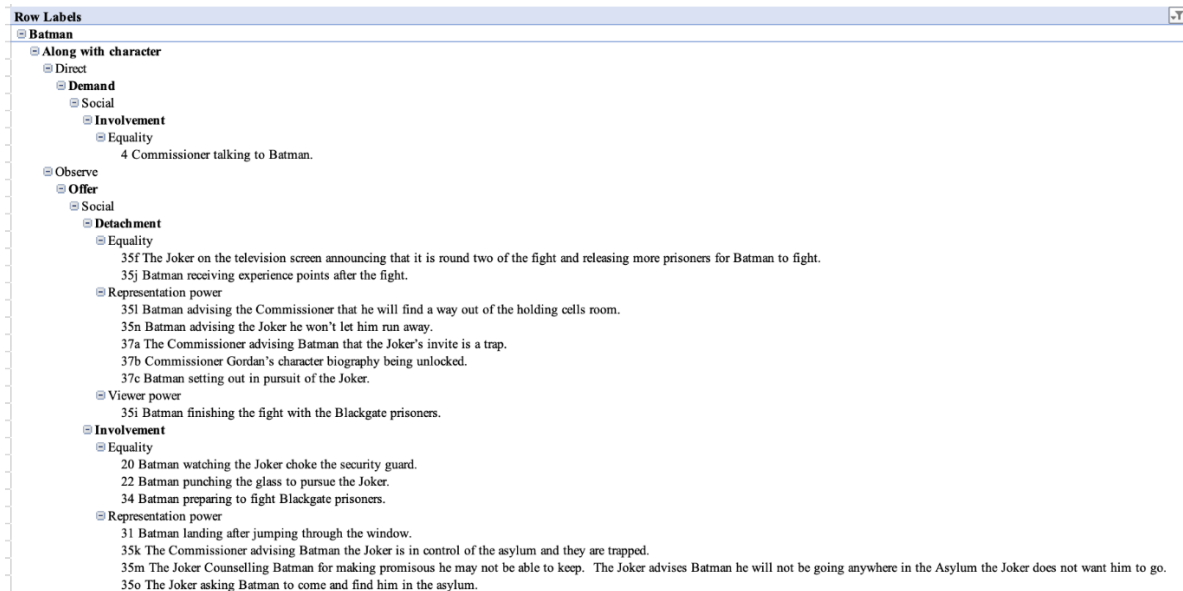 Row Labels
Batman
Along with character
Direct
Demand
Social
Involvement
Equality
4 Commissioner talking to Batman.
Observe
Offer
Social
Detachment
Equality
35f The Joker on the television screen announcing that it is round two of the fight and releasing more prisoners for Batman to fight.
35j Batman receiving experience points after the fight.
Representation power
35l Batman advising the Commissioner that he will find a way out of the holding cells room.
35n Batman advising the Joker he won’t let him run away.
37a The Commissioner advising Batman that the Joker’s invite is a trap.
37b Commissioner Gordan’s character biography being unlocked.
37c Batman setting out in pursuit of the Joker.
Viewer power
35i Batman finishing the fight with the Blackgate prisoners.
Involvement
Equality
20 Batman watching the Joker choke the security guard.
22 Batman punching the glass to pursue the Joker.
34 Batman preparing to fight Blackgate prisoners.
Representation power
31 Batman landing after jumping through the window.
35k The Commissioner advising Batman the Joker is in control of the asylum and they are trapped.
35m The Joker Counselling Batman for making promisous he may not be able to keep.  The Joker advises Batman he will not be going anywhere in the Asylum the Joker does not want him to go.
35o The Joker asking Batman to come and find him in the asylum.